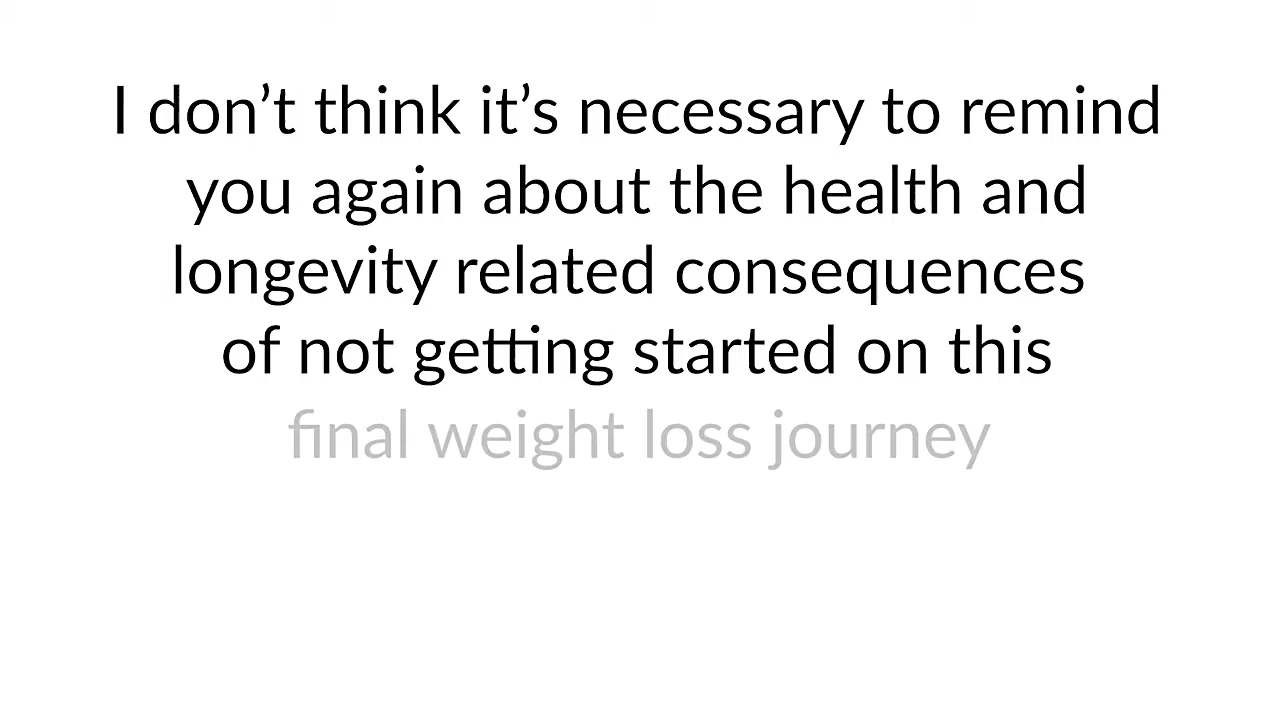 I don’t think it’s necessary to remind
you again about the health and
longevity related consequences
of not getting started on this
final weight loss journey